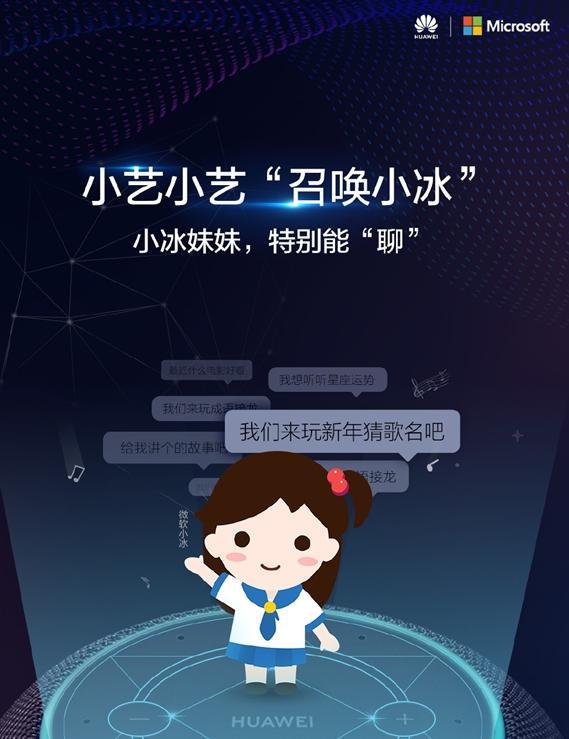 HUAWEI
Microsoft
小艺小艺“召唤小冰”
小冰妹妹，特别能“聊”
最近什么电影好看
我想听听星座运势
我们来玩成语接龙
我们来玩新年猜歌名吧
给我讲个的故事吧
语接龙
微软小冰
HUAWEI